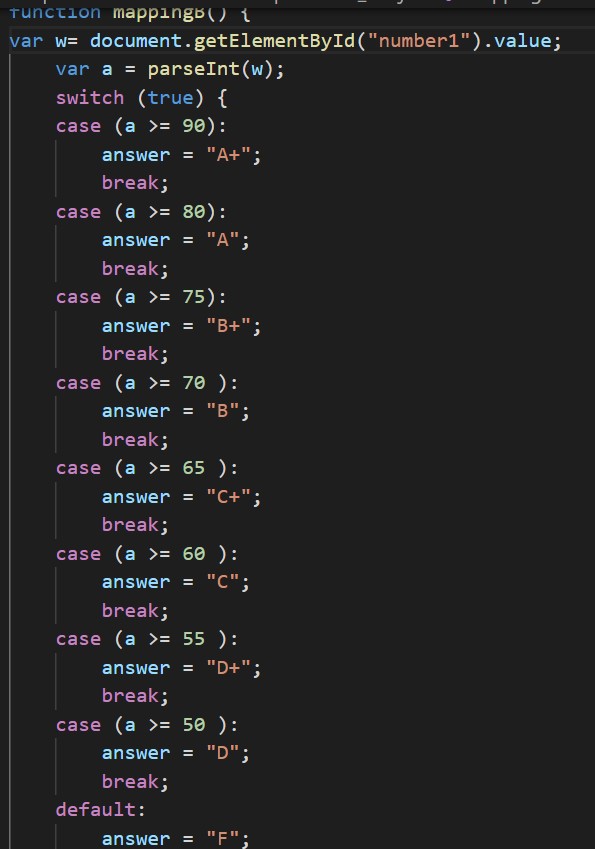 function mappingB() {
var w= document.getElementById("number1").value;
    var a = parseInt(w);
    switch (true) {
    case (a >= 90):
        answer = "A+";
        break;
    case (a >= 80):
        answer = "A";
        break;
    case (a >= 75):
        answer = "B+";
        break;
    case (a >= 70 ):
        answer = "B";
        break;
    case (a >= 65 ):
        answer = "C+";
        break;
    case (a >= 60 ):
        answer = "C";
        break;
    case (a >= 55 ):
        answer = "D+";
        break;
    case (a >= 50 ):
        answer = "D";
        break;
    default:
        answer = "F";